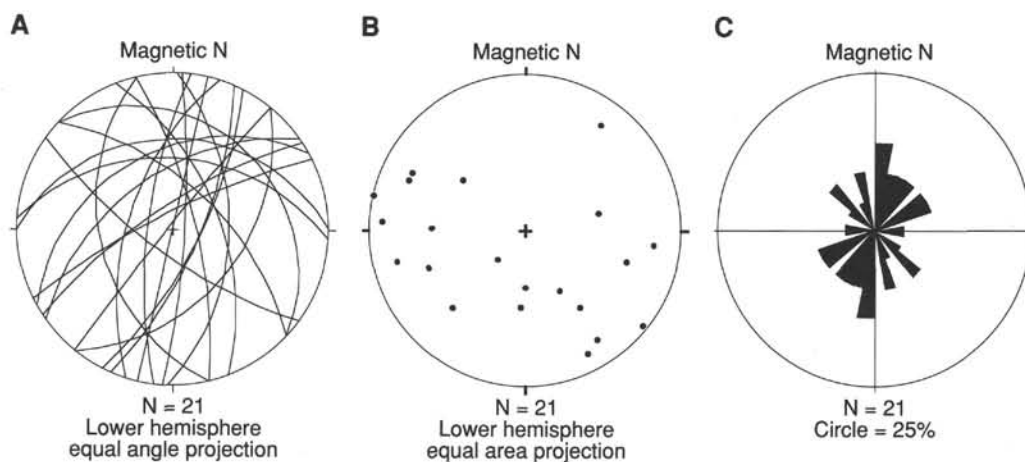 A
Magnetic N
N = 21
Lower hemisphere
equal angle projection
B
Magnetic N
N = 21
Lower hemisphere
equal area projection
C
Magnetic N
N = 21
Circle = 25%